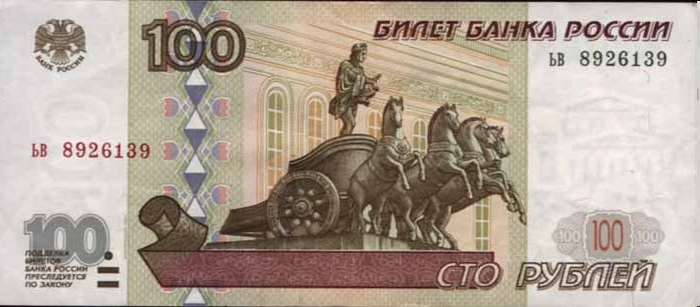 100
БИЛЕТ БАНКА РОССИИ
БАНК РОССИИ
ьв 8926139
ьв 8926139
100
ПОДДЕЛКА
БИЛЕТОВ
БАНКА РОССИИ
ПРЕСЛЕДУЕТСЯ
ПО ЗАКОНУ
100 100 100
СТО РУБЛЕЙ